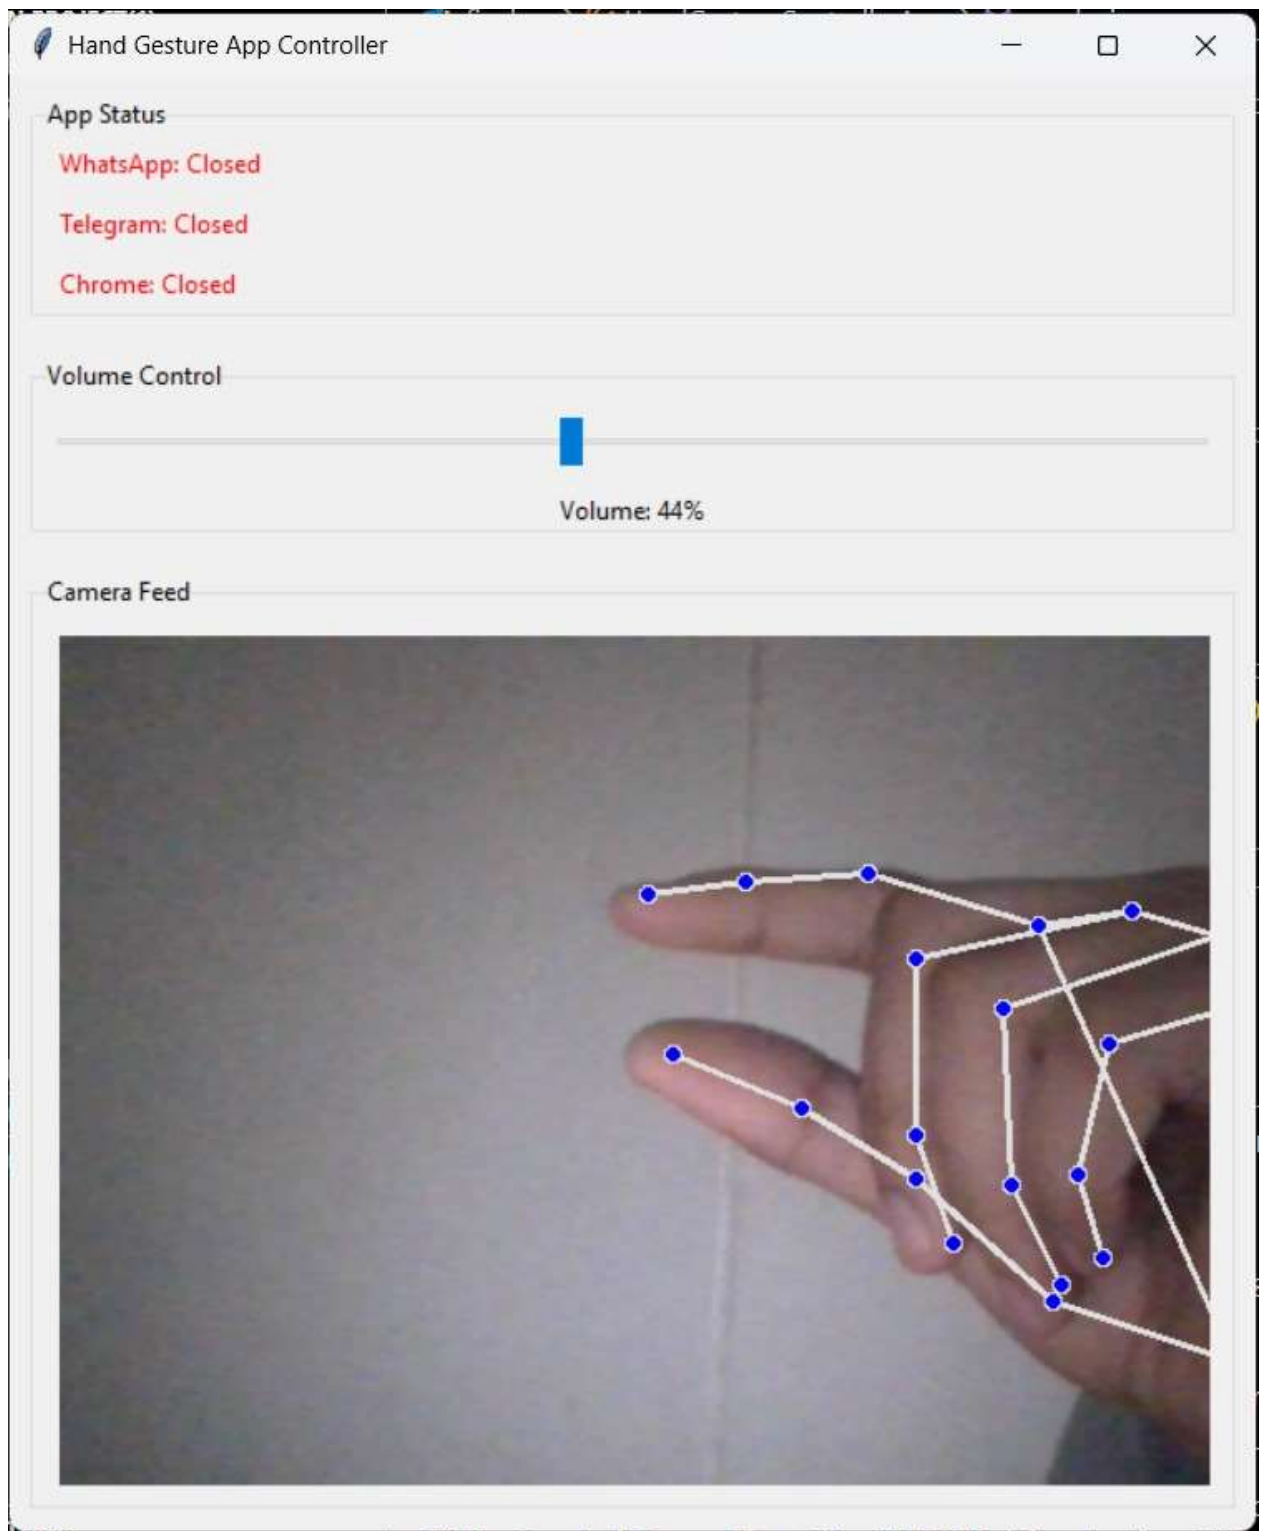 Hand Gesture App Controller
App Status
WhatsApp: Closed
Telegram: Closed
Chrome: Closed
Volume Control
Volume: 44%
Camera Feed